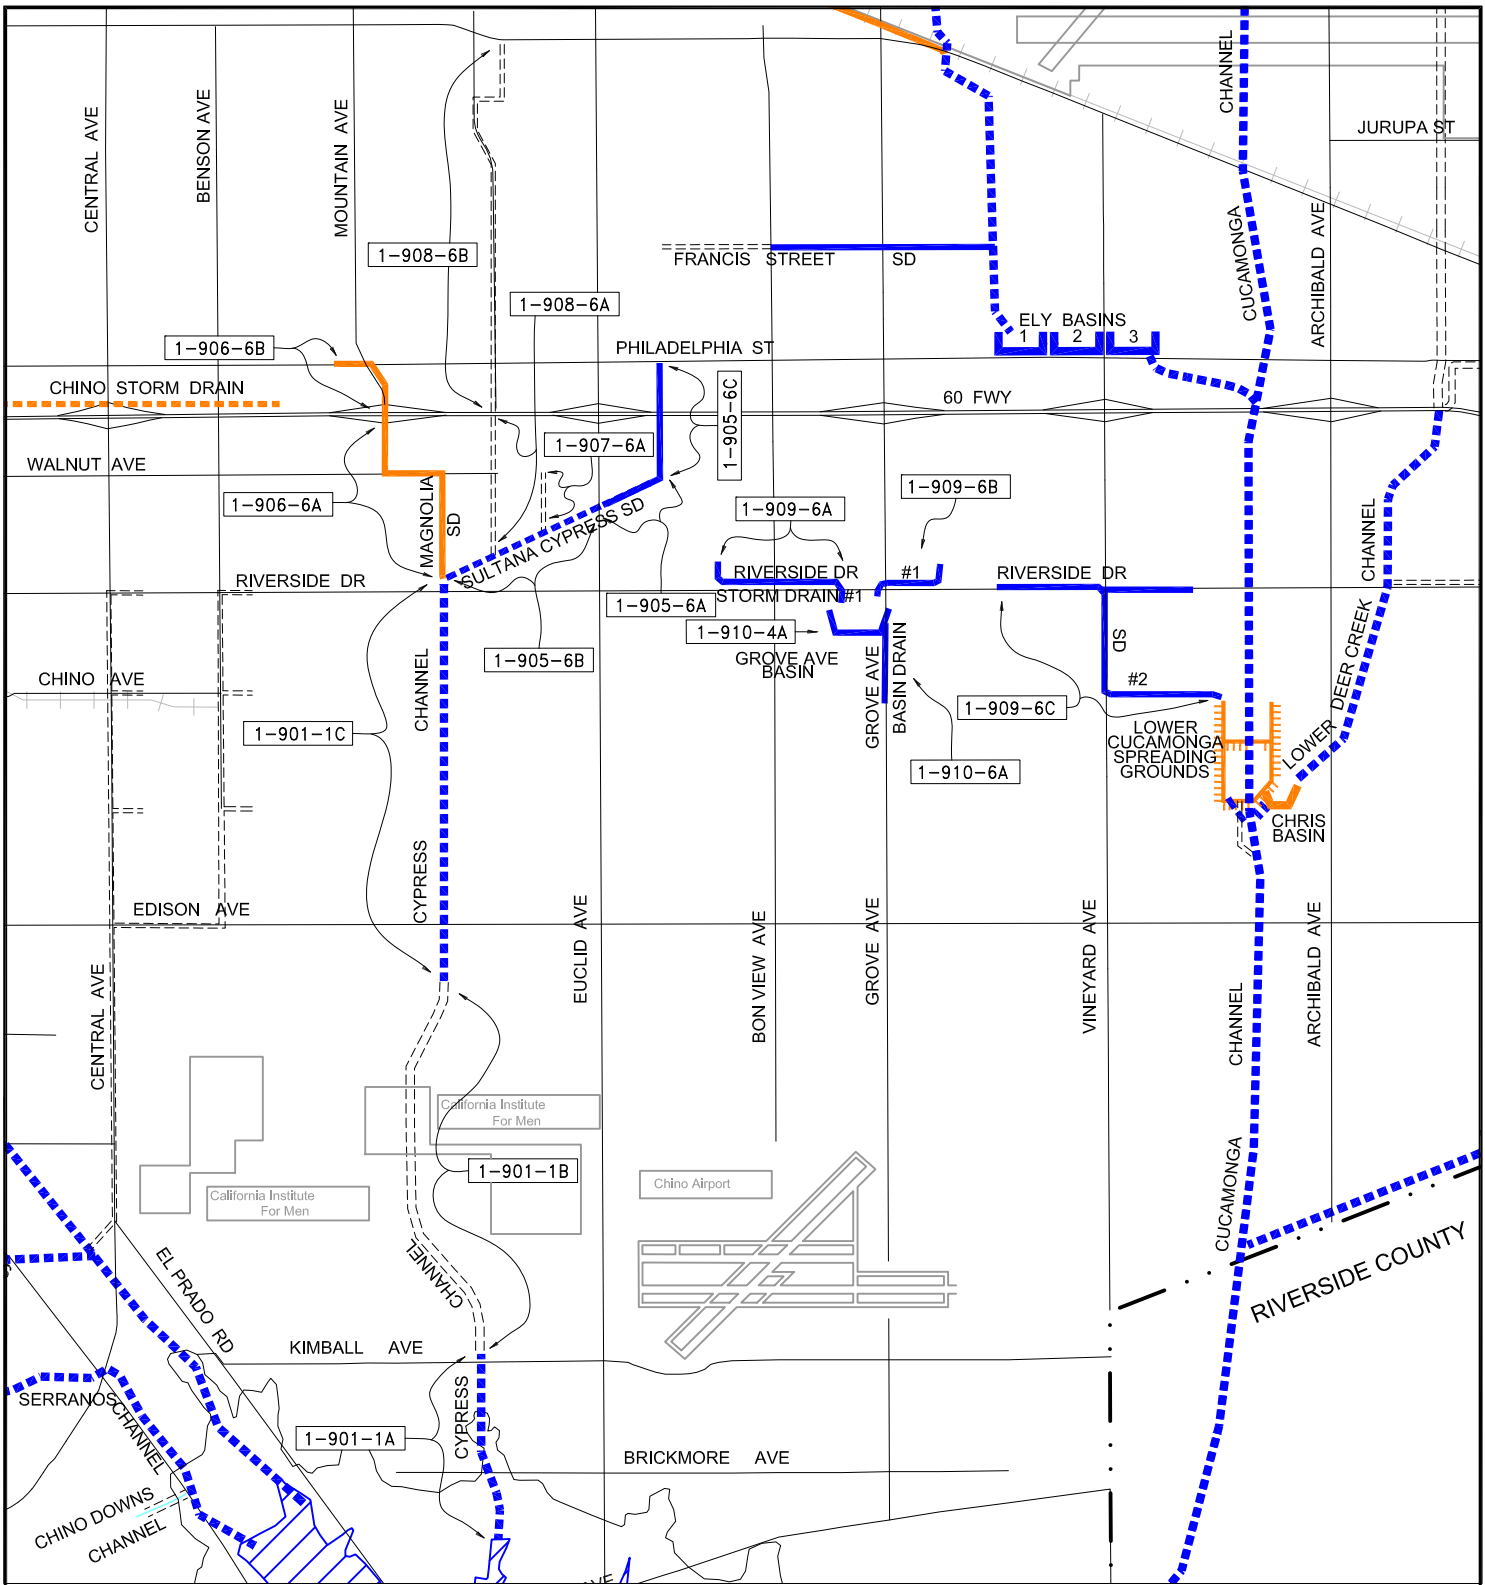 CENTRAL AVE
BENSON AVE
MOUNTAIN AVE
CHANNEL
JURUPA ST
1-908-6B
FRANCIS STREET SD
CUCAMONGA
ARCHIBALD AVE
1-908-6A
ELY BASINS
1 2 3
1-906-6B
PHILADELPHIA ST
CHINO STORM DRAIN
60 FWY
1-905-6C
1-907-6A
WALNUT AVE
1-906-6A
MAGNOLIA
SD
SULTANA CYPRESS SD
1-909-6B
1-909-6A
CHANNEL
RIVERSIDE DR
RIVERSIDE DR
#1
RIVERSIDE DR
STORM DRAIN #1
1-905-6A
1-910-4A
1-905-6B
GROVE AVE
BASIN
GROVE AVE
BASIN DRAIN
SD
#2
LOWER DEER CREEK
CHINO AVE
CHANNEL
1-901-1C
1-909-6C
LOWER
CUCAMONGA
SPREADING
GROUNDS
1-910-6A
CHRIS
BASIN
CYPRESS
EDISON AVE
EUCLID AVE
BON VIEW AVE
GROVE AVE
VINEYARD AVE
CHANNEL
ARCHIBALD AVE
CENTRAL AVE
California Institute
For Men
1-901-1B
California Institute
For Men
Chino Airport
CUCAMONGA
CHANNEL
EL PRADO RD
RIVERSIDE COUNTY
KIMBALL AVE
SERRANOS
CHANNEL
CYPRESS
1-901-1A
BRICKMORE AVE
CHINO DOWNS
CHANNEL